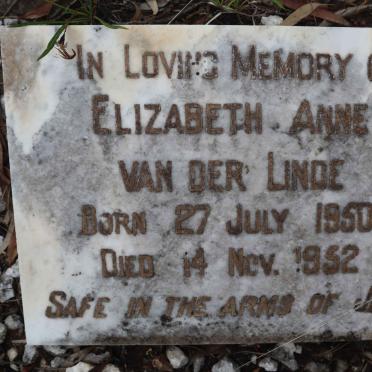 IN LOVING MEMORY
ELIZABETH ANNE
VAN DER LINDE
BORN 27 JULY 1950
DIED 14 NOV. 1952
SAFE IN THE ARMS OF